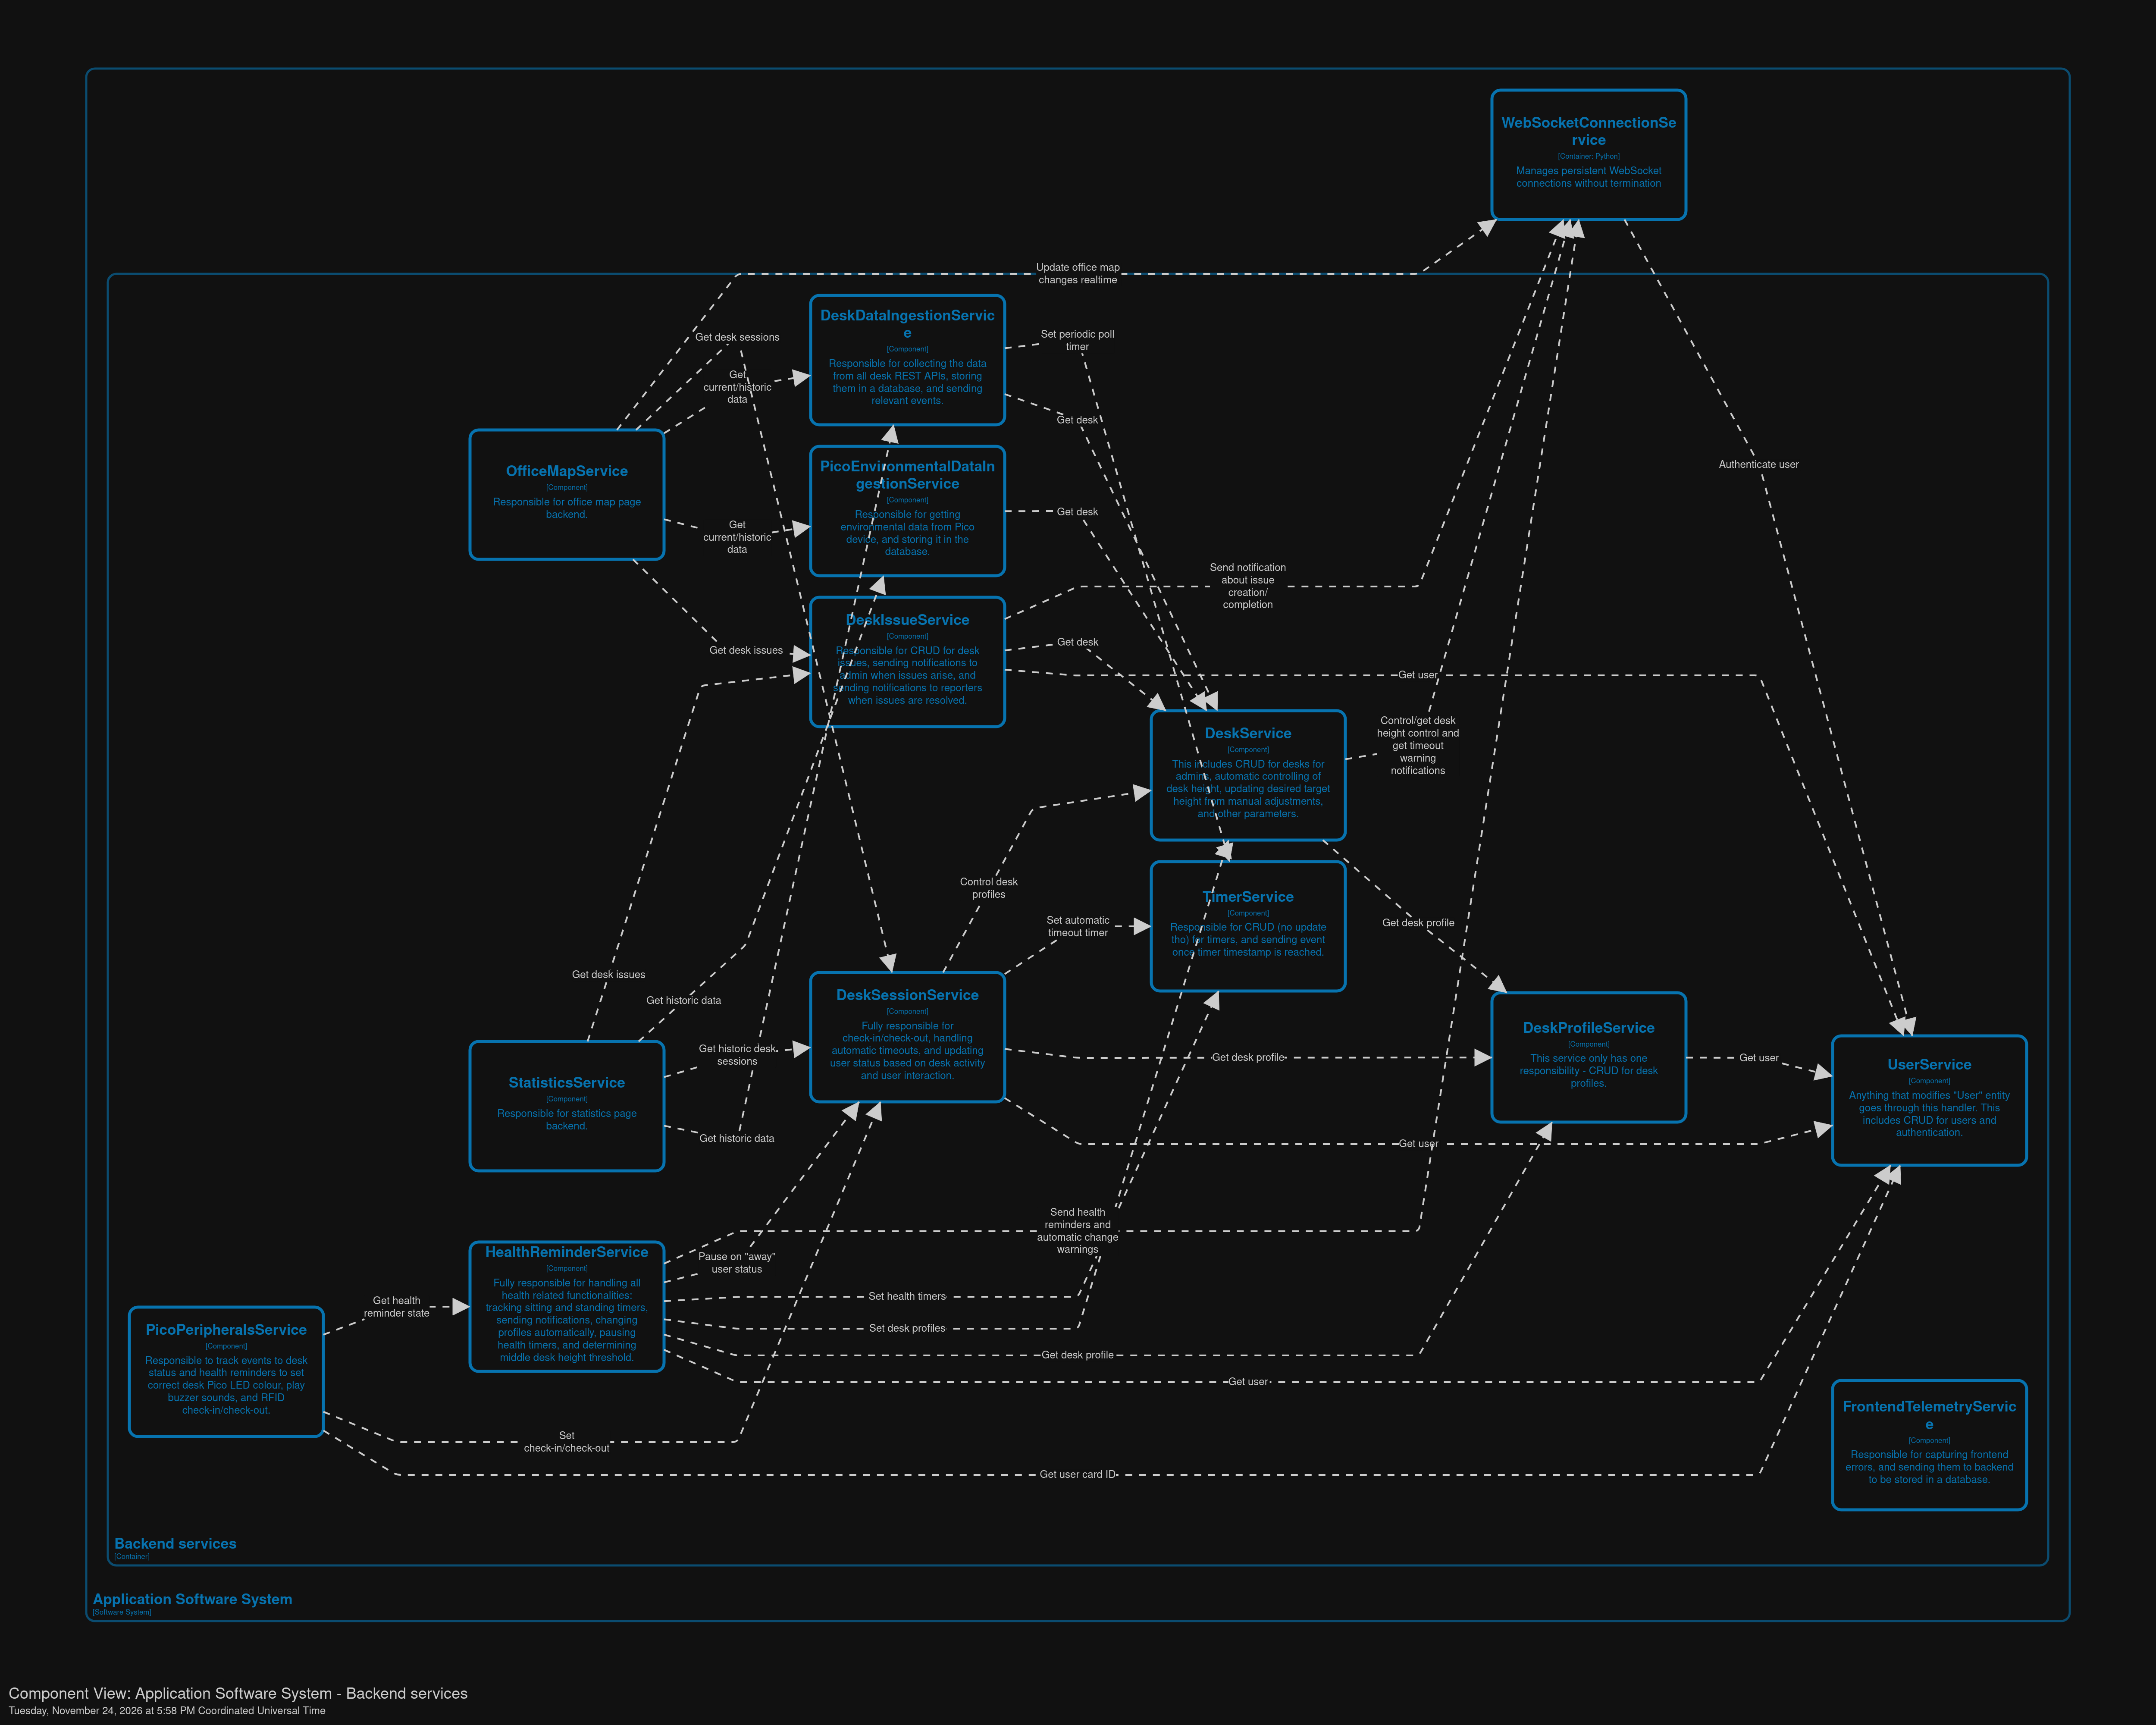 WebSocketConnectionSe
rvice
[Container: Python]
Manages persistent WebSocket
connections without termination
Update office map
changes realtime
DeskDataIngestionServic
e
[Component]
Responsible for collecting the data
from all desk REST APIs, storing
them in a database, and sending
relevant events.
Get desk sessions
Get
current/historic
data
Set periodic poll
timer
Get desk
OfficeMapService
[Component]
Responsible for office map page
backend.
PicoEnvironmentalDataIn
gestionService
[Component]
Responsible for getting
environmental data from Pico
device, and storing it in the
database.
Get
current/historic
data
Get desk
Authenticate user
DeskIssueService
[Component]
Responsible for CRUD for desk
issues, sending notifications to
admin when issues arise, and
sending notifications to reporters
when issues are resolved.
Get desk issues
Send notification
about issue
creation/
completion
Get desk
Get user
DeskService
[Component]
This includes CRUD for desks for
admins, automatic controlling of
desk height, updating desired target
height from manual adjustments,
and other parameters.
Control/get desk
height control and
get timeout
warning
notifications
TimerService
[Component]
Responsible for CRUD (no update
tho) for timers, and sending event
once timer timestamp is reached.
Control desk
profiles
Set automatic
timeout timer
Get desk profile
Get desk issues
Get historic data
DeskSessionService
[Component]
Fully responsible for
check-in/check-out, handling
automatic timeouts, and updating
user status based on desk activity
and user interaction.
Get historic desk
sessions
StatisticsService
[Component]
Responsible for statistics page
backend.
Get historic data
Get desk profile
DeskProfileService
[Component]
This service only has one
responsibility - CRUD for desk
profiles.
Get user
UserService
[Component]
Anything that modifies "User" entity
goes through this handler. This
includes CRUD for users and
authentication.
Get user
Send health
reminders and
automatic change
warnings
Pause on "away"
user status
HealthReminderService
[Component]
Fully responsible for handling all
health related functionalities:
tracking sitting and standing timers,
sending notifications, changing
profiles automatically, pausing
health timers, and determining
middle desk height threshold.
Set health timers
Set desk profiles
Get desk profile
Get user
Get health
reminder state
PicoPeripheralsService
[Component]
Responsible to track events to desk
status and health reminders to set
correct desk Pico LED colour, play
buzzer sounds, and RFID
check-in/check-out.
Set
check-in/check-out
Get user card ID
FrontendTelemetryServic
e
[Component]
Responsible for capturing frontend
errors, and sending them to backend
to be stored in a database.
Backend services
[Container]
Application Software System
[Software System]
Component View: Application Software System - Backend services
Tuesday, November 24, 2026 at 5:58 PM Coordinated Universal Time